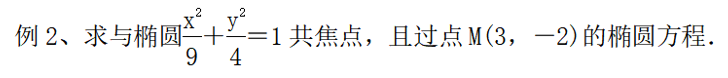 例 2、求与椭圆x²/9+y²/4=1 共焦点，且过点 M(3，－2)的椭圆方程.